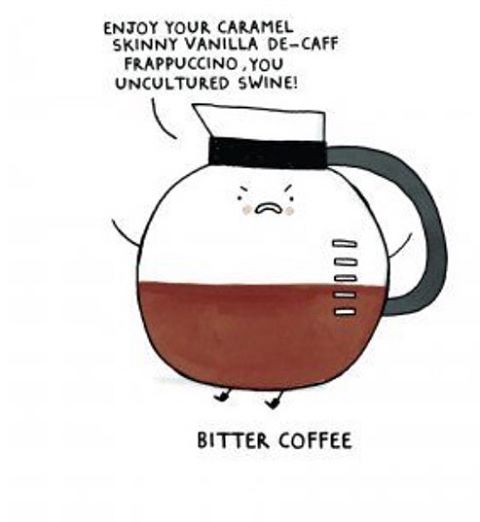 ENJOY YOUR CARAMEL
SKINNY VANILLA DE-CAFF
FRAPPUCCINO, YOU
UNCULTURED SWINE!
BITTER COFFEE